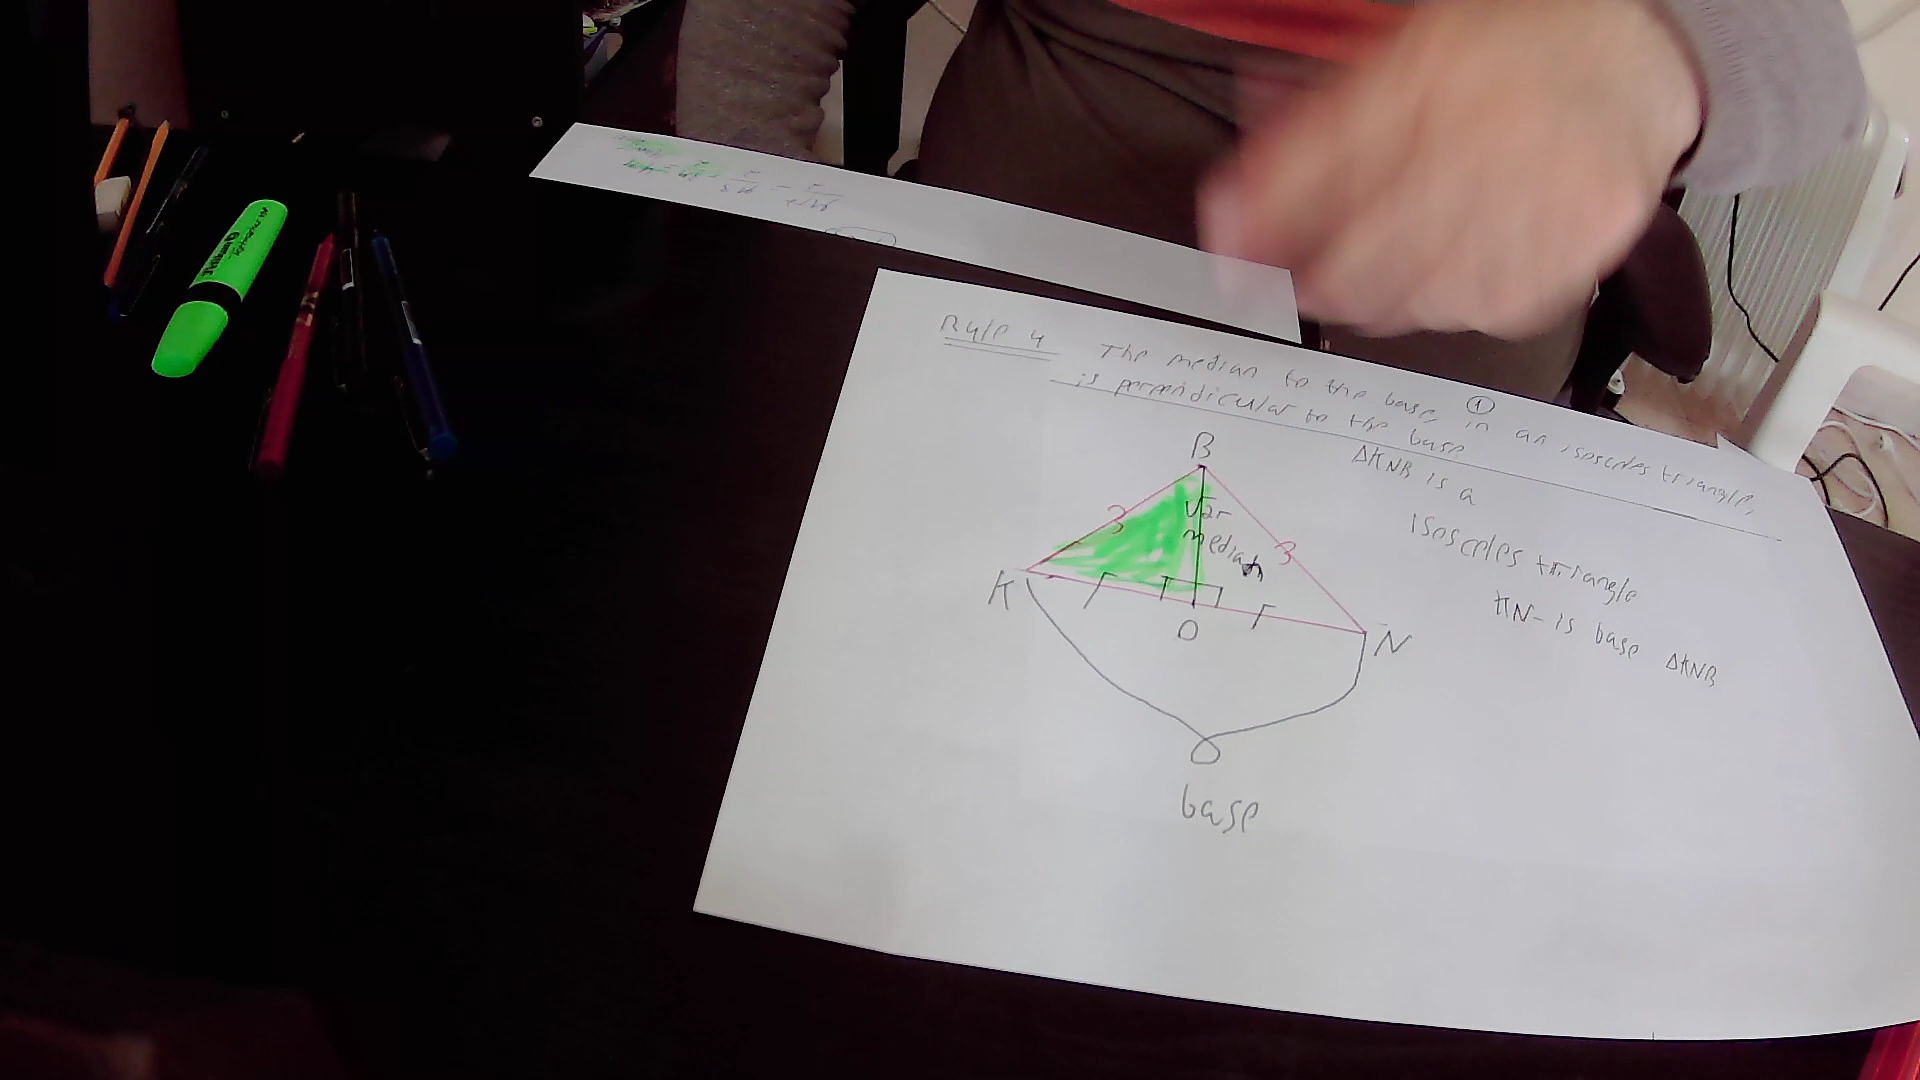 Rule 4
The median to the base, in an isosceles triangle,
is perpendicular to the base
1
B
ΔKNB is a
isosceles triangle
KN- is base ΔKNB
3
median
3
K
O
N
base